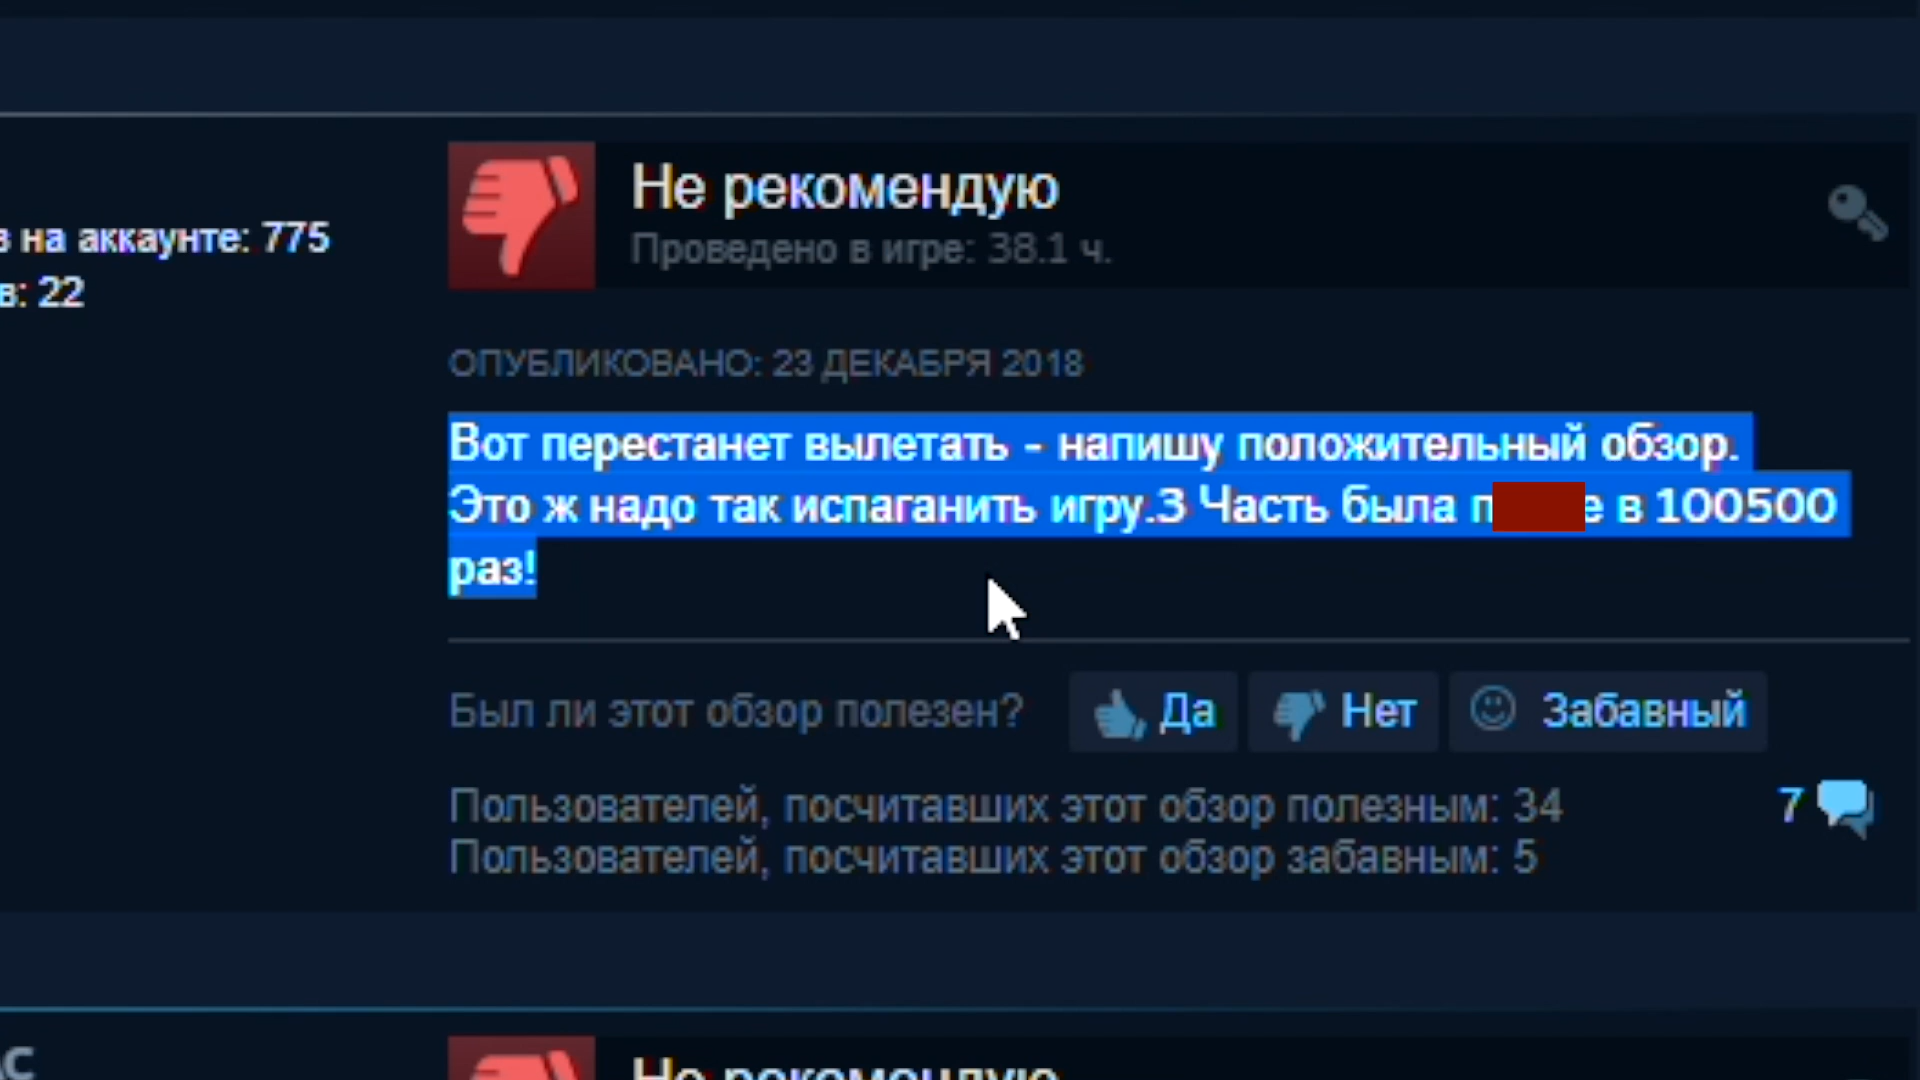 Не рекомендую
Проведено в игре: 38.1 ч.
на аккаунте: 775
22
ОПУБЛИКОВАНО: 23 ДЕКАБРЯ 2018
Вот перестанет вылетать - напишу положительный обзор.
Это ж надо так испаганить игру.3 Часть была в 100500
раз!
Был ли этот обзор полезен? Да Нет Забавный
Пользователей, посчитавших этот обзор полезным: 34
7
Пользователей, посчитавших этот обзор забавным: 5
Не рекомендую